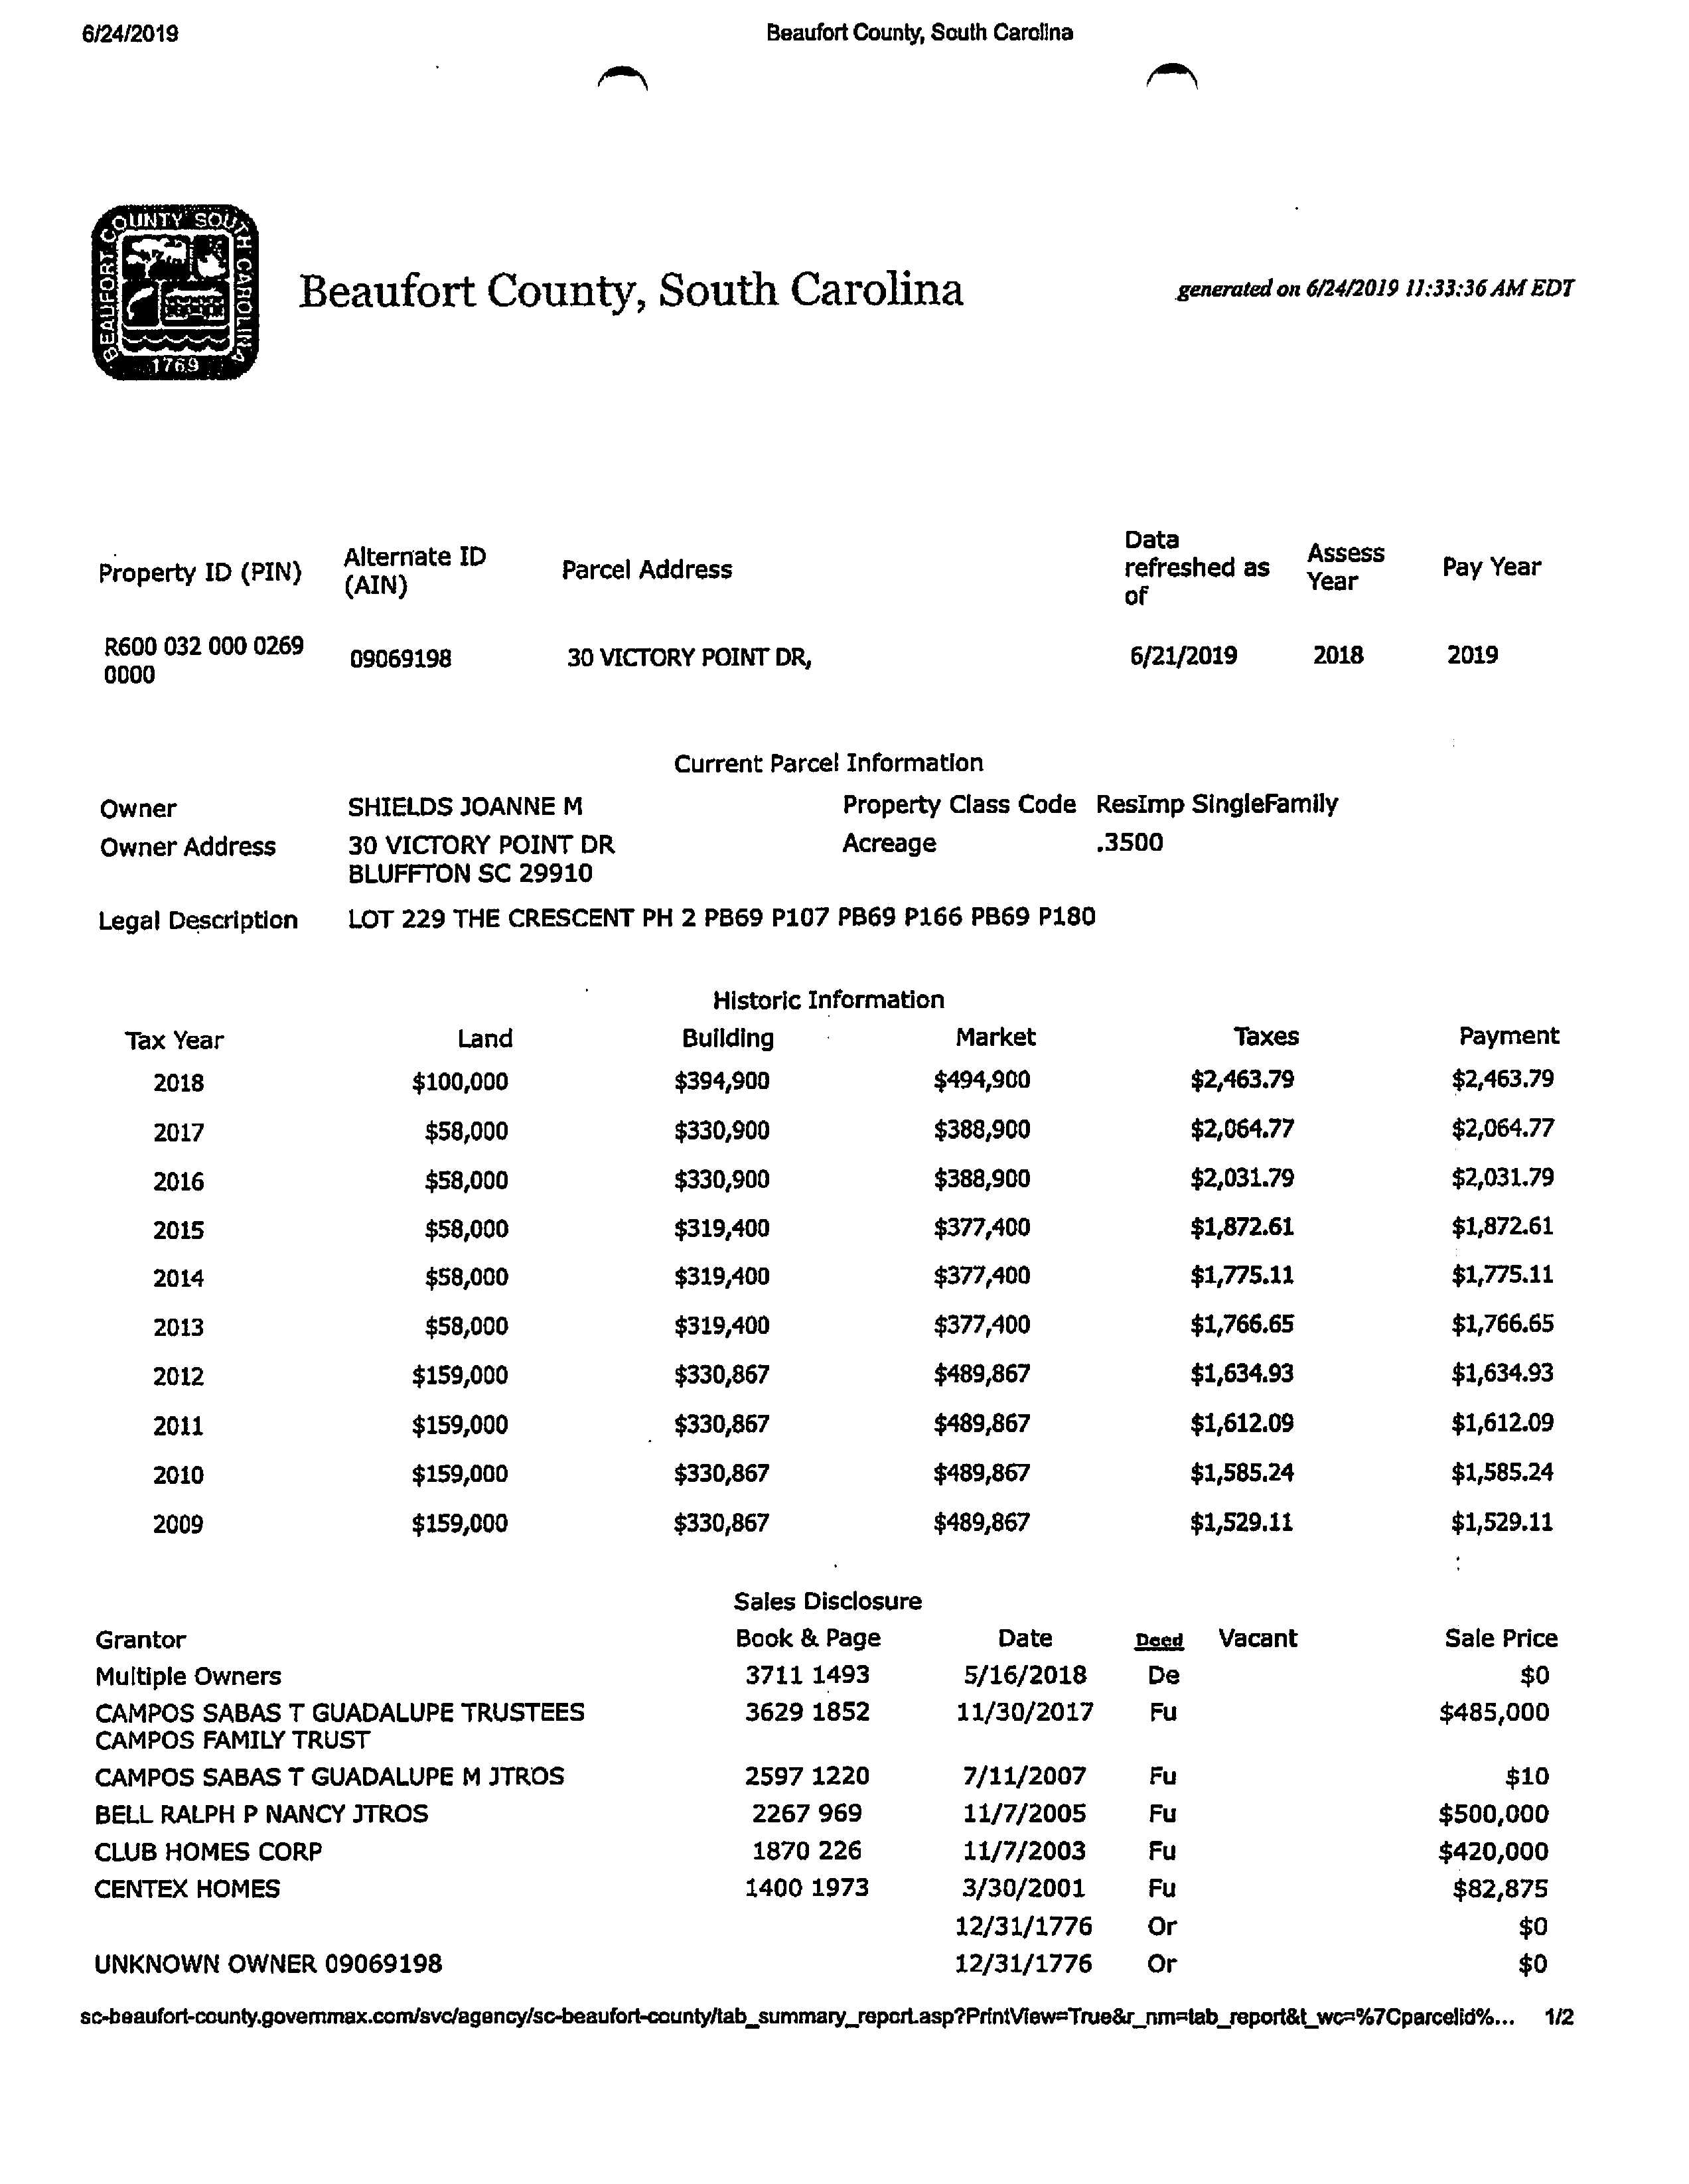 6/24/2019 Beaufort County, South Carolina
BEAUFORT COUNTY SOUTH CAROLINA
1769
Beaufort County, South Carolina generated on 6/24/2019 11:33:36 AM EDT
Property ID (PIN) Alternate ID (AIN) Parcel Address Data refreshed as of Assess Year Pay Year
R600 032 000 0269 0000 09069198 30 VICTORY POINT DR, 6/21/2019 2018 2019
Current Parcel Information
Owner SHIELDS JOANNE M Property Class Code ResImp SingleFamily
Owner Address 30 VICTORY POINT DR Acreage .3500
BLUFFTON SC 29910
Legal Description LOT 229 THE CRESCENT PH 2 PB69 P107 PB69 P166 PB69 P180
Historic Information
Tax Year Land Building Market Taxes Payment
2018 $100,000 $394,900 $494,900 $2,463.79 $2,463.79
2017 $58,000 $330,900 $388,900 $2,064.77 $2,064.77
2016 $58,000 $330,900 $388,900 $2,031.79 $2,031.79
2015 $58,000 $319,400 $377,400 $1,872.61 $1,872.61
2014 $58,000 $319,400 $377,400 $1,775.11 $1,775.11
2013 $58,000 $319,400 $377,400 $1,766.65 $1,766.65
2012 $159,000 $330,867 $489,867 $1,634.93 $1,634.93
2011 $159,000 $330,867 $489,867 $1,612.09 $1,612.09
2010 $159,000 $330,867 $489,867 $1,585.24 $1,585.24
2009 $159,000 $330,867 $489,867 $1,529.11 $1,529.11
Sales Disclosure
Grantor Book & Page Date Deed Vacant Sale Price
Multiple Owners 3711 1493 5/16/2018 De $0
CAMPOS SABAS T GUADALUPE TRUSTEES 3629 1852 11/30/2017 Fu $485,000
CAMPOS FAMILY TRUST
CAMPOS SABAS T GUADALUPE M JTROS 2597 1220 7/11/2007 Fu $10
BELL RALPH P NANCY JTROS 2267 969 11/7/2005 Fu $500,000
CLUB HOMES CORP 1870 226 11/7/2003 Fu $420,000
CENTEX HOMES 1400 1973 3/30/2001 Fu $82,875
12/31/1776 Or $0
UNKNOWN OWNER 09069198 12/31/1776 Or $0
sc-beaufort-county.governmax.com/svc/agency/sc-beaufort-county/tab_summary_report.asp?PrintView=True&r_nm=tab_report&t_wc=%7Cparcelid%... 1/2